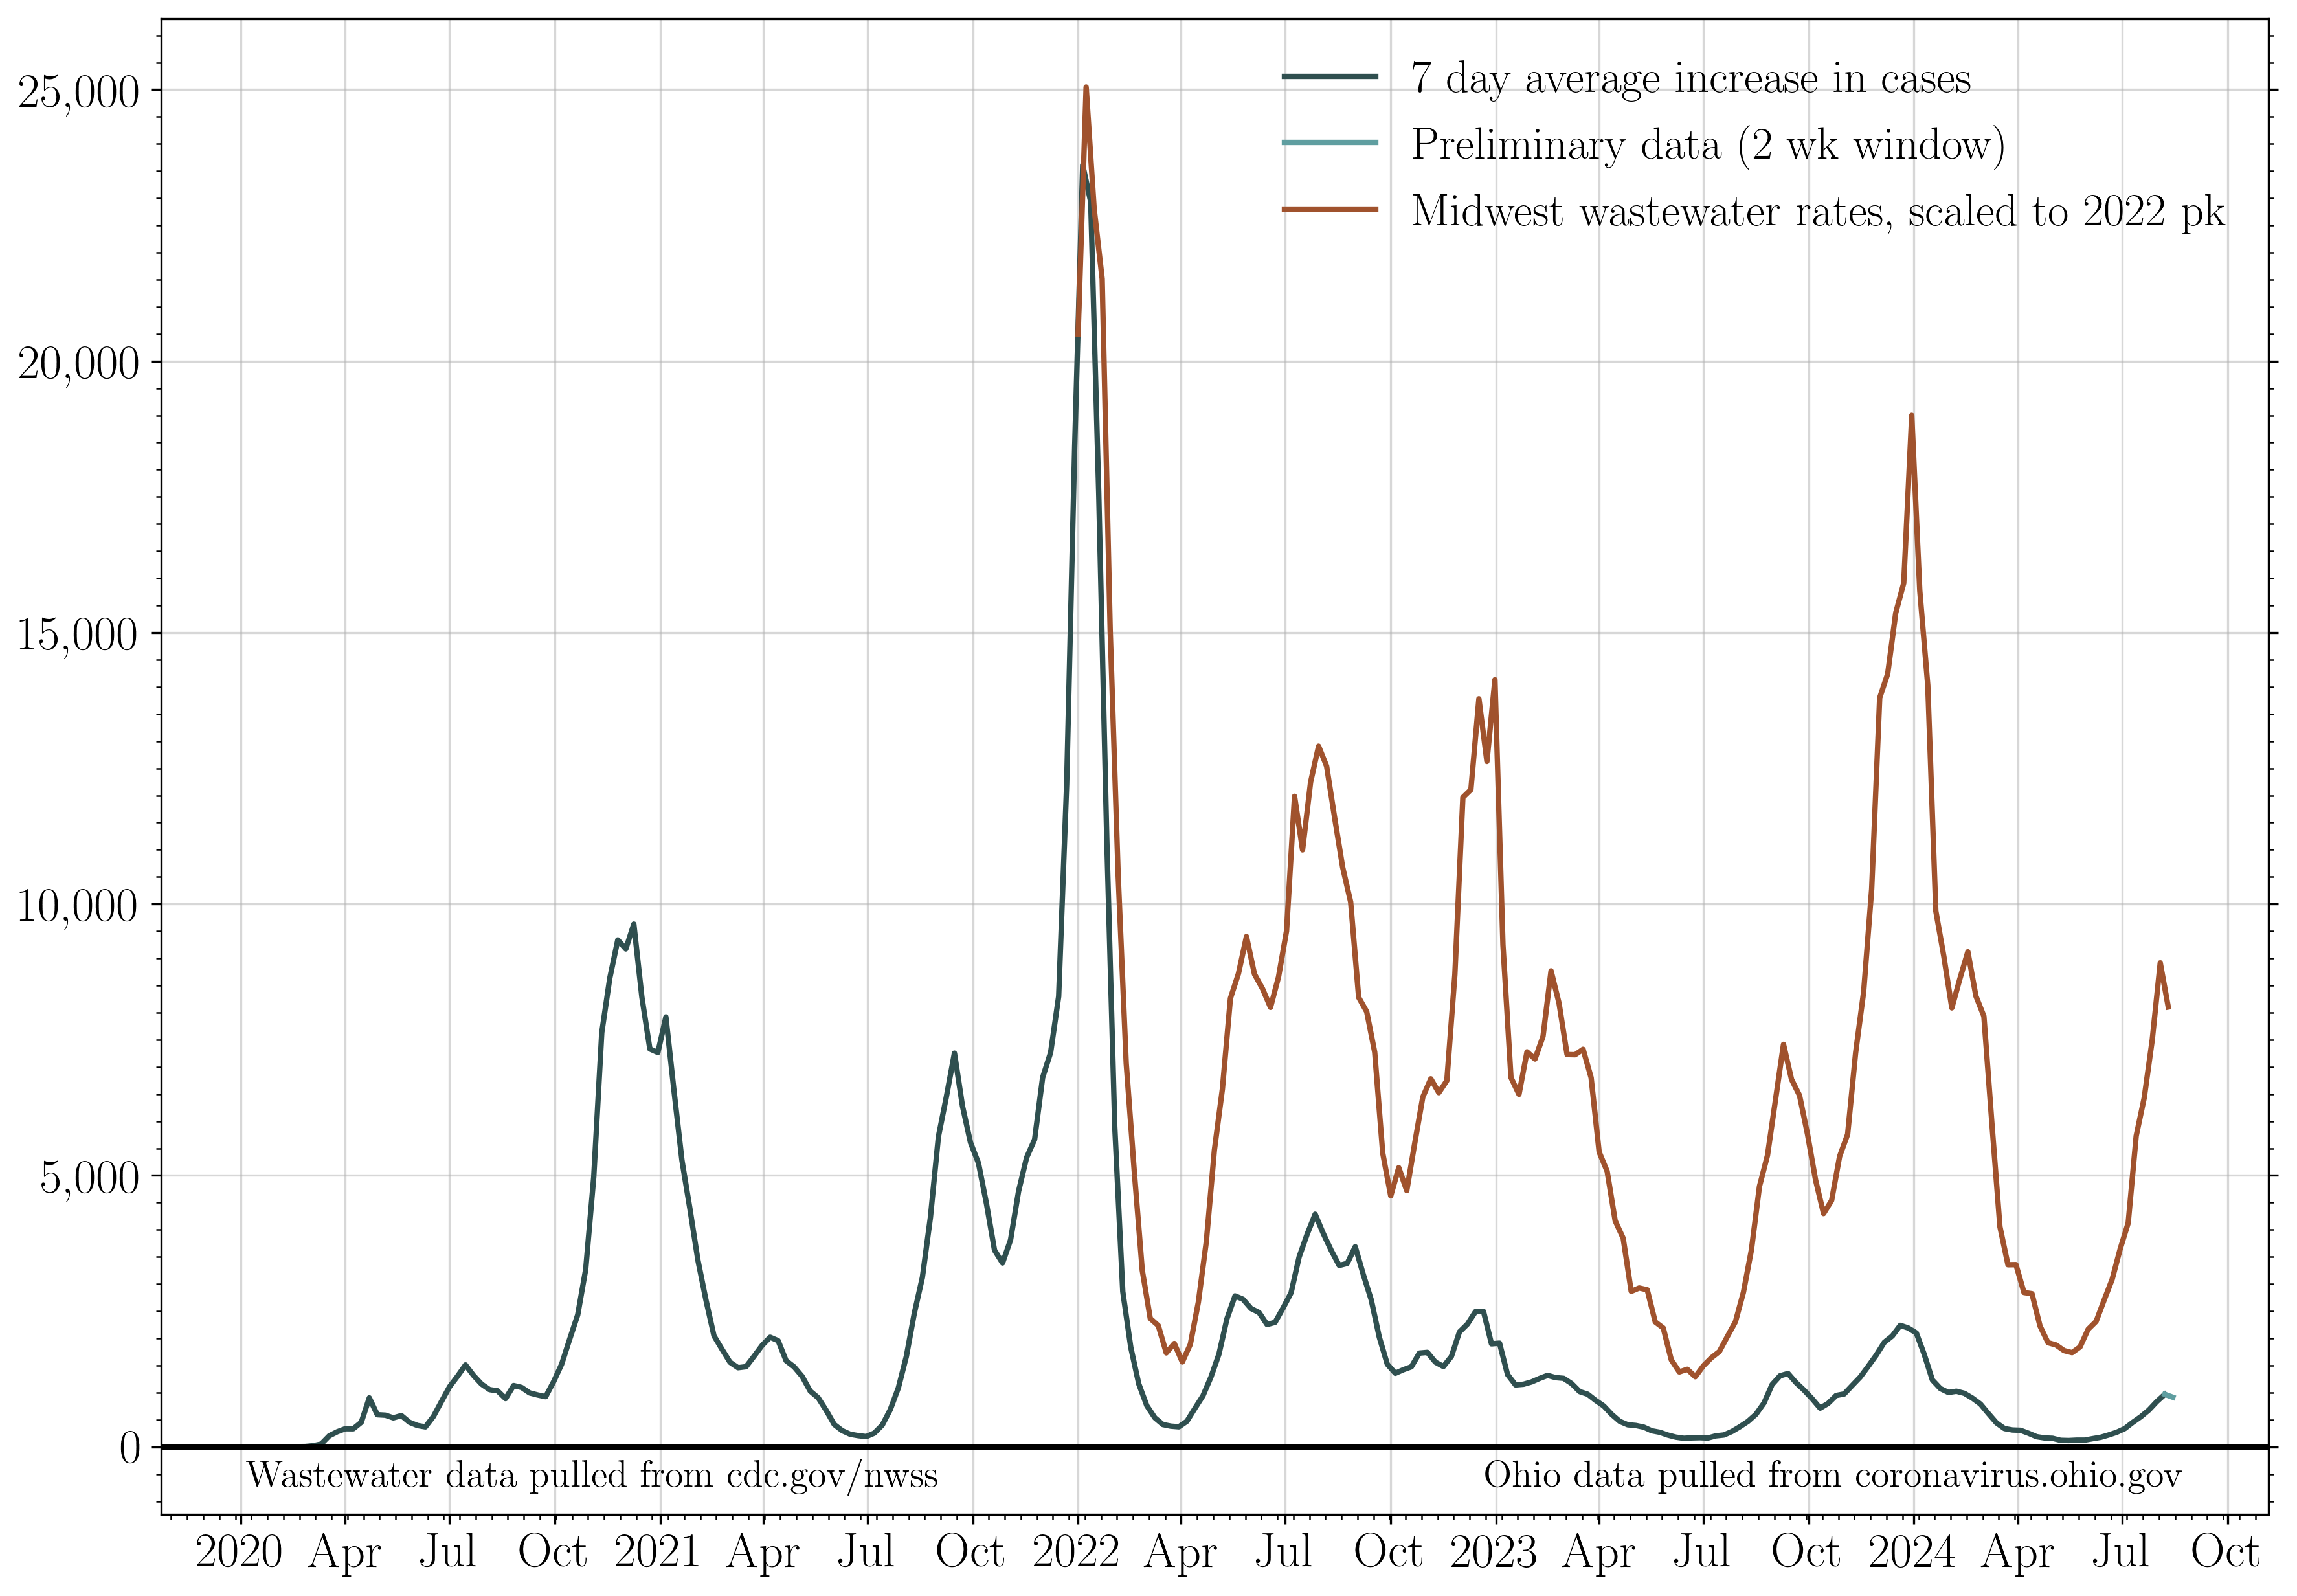 25,000
20,000
15,000
10,000
5,000
0
7 day average increase in cases
Preliminary data (2 wk window)
Midwest wastewater rates, scaled to 2022 pk
Wastewater data pulled from cdc.gov/nwss
Ohio data pulled from coronavirus.ohio.gov
2020 Apr Jul Oct 2021 Apr Jul Oct 2022 Apr Jul Oct 2023 Apr Jul Oct 2024 Apr Jul Oct